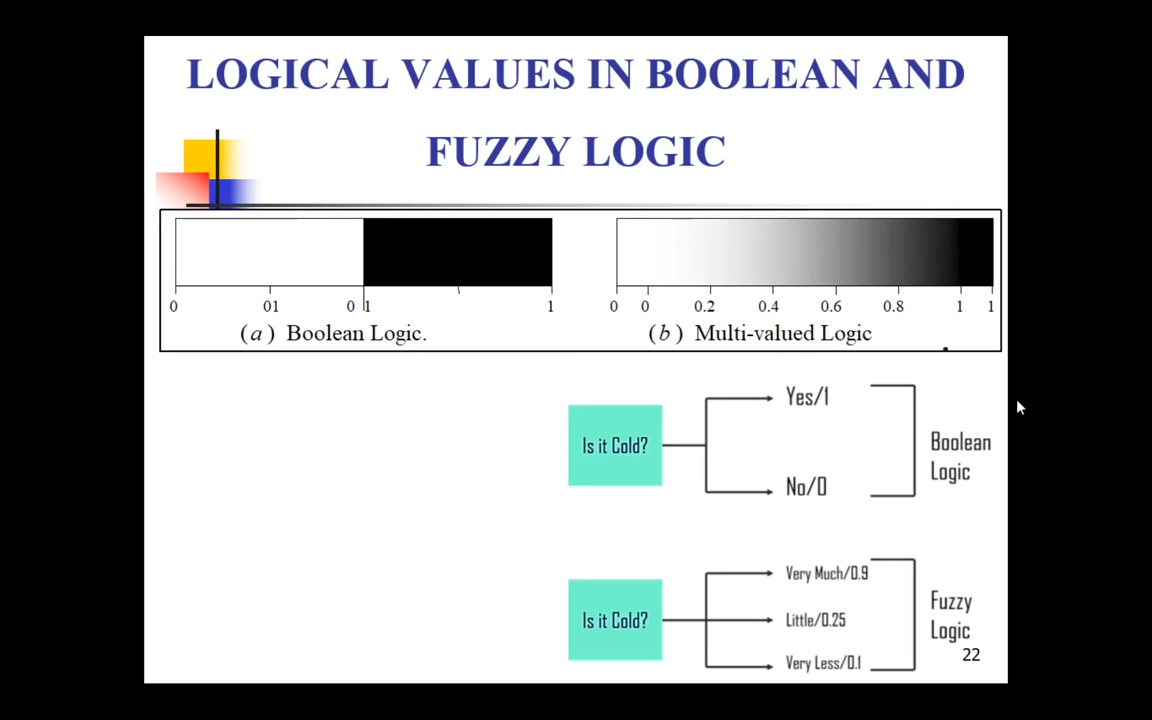 LOGICAL VALUES IN BOOLEAN AND
FUZZY LOGIC
0 01 0 1 1
(a) Boolean Logic.
0 0 0.2 0.4 0.6 0.8 1 1
(b) Multi-valued Logic
Is it Cold?
Yes/1
No/0
Boolean
Logic
Is it Cold?
Very Much/0.9
Little/0.25
Very Less/0.1
Fuzzy
Logic
22